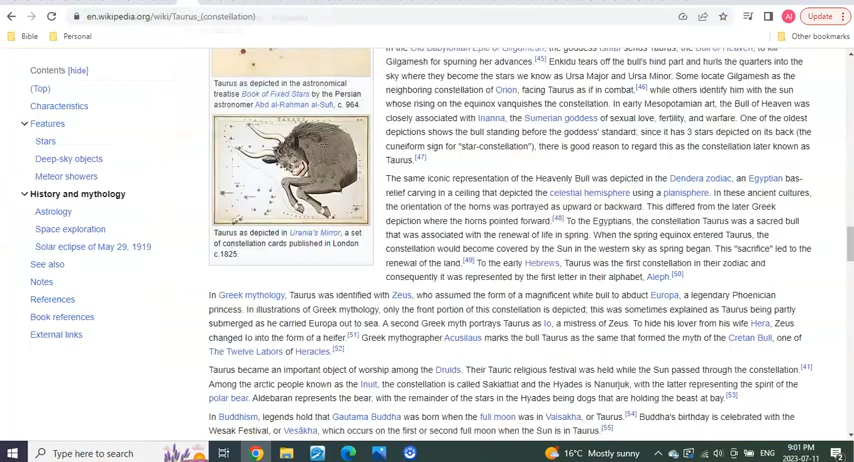 en.wikipedia.org/wiki/Taurus_(constellation)
AI
Update
Bible
Personal
Other bookmarks
Contents [hide]
(Top)
Characteristics
Features
Stars
Deep-sky objects
Meteor showers
History and mythology
Astrology
Space exploration
Solar eclipse of May 29, 1919
See also
Notes
References
Book references
External links
Taurus as depicted in the astronomical
treatise Book of Fixed Stars by the Persian
astronomer Abd al-Rahman al-Sufi, c. 964.
Taurus as depicted in Urania's Mirror, a set
of constellation cards published in London
c.1825.
In the Old Babylonian Epic of Gilgamesh, the goddess Ishtar sends Taurus, the Bull of Heaven, to kill
Gilgamesh for spurning her advances.[45] Enkidu tears off the bull's hind part and hurls the quarters into the
sky where they become the stars we know as Ursa Major and Ursa Minor. Some locate Gilgamesh as the
neighboring constellation of Orion, facing Taurus as if in combat,[46] while others identify him with the sun
whose rising on the equinox vanquishes the constellation. In early Mesopotamian art, the Bull of Heaven was
closely associated with Inanna, the Sumerian goddess of sexual love, fertility, and warfare. One of the oldest
depictions shows the bull standing before the goddess' standard; since it has 3 stars depicted on its back (the
cuneiform sign for "star-constellation"), there is good reason to regard this as the constellation later known as
Taurus.[47]
The same iconic representation of the Heavenly Bull was depicted in the Dendera zodiac, an Egyptian bas-
relief carving in a ceiling that depicted the celestial hemisphere using a planisphere. In these ancient cultures,
the orientation of the horns was portrayed as upward or backward. This differed from the later Greek
depiction where the horns pointed forward.[48] To the Egyptians, the constellation Taurus was a sacred bull
that was associated with the renewal of life in spring. When the spring equinox entered Taurus, the
constellation would become covered by the Sun in the western sky as spring began. This "sacrifice" led to the
renewal of the land.[49] To the early Hebrews, Taurus was the first constellation in their zodiac and
consequently it was represented by the first letter in their alphabet, Aleph.[50]
In Greek mythology, Taurus was identified with Zeus, who assumed the form of a magnificent white bull to abduct Europa, a legendary Phoenician
princess. In illustrations of Greek mythology, only the front portion of this constellation is depicted; this was sometimes explained as Taurus being partly
submerged as he carried Europa out to sea. A second Greek myth portrays Taurus as Io, a mistress of Zeus. To hide his lover from his wife Hera, Zeus
changed Io into the form of a heifer.[51] Greek mythographer Acusilaus marks the bull Taurus as the same that formed the myth of the Cretan Bull, one of
The Twelve Labors of Heracles.[52]
Taurus became an important object of worship among the Druids. Their Tauric religious festival was held while the Sun passed through the constellation.[41]
Among the arctic people known as the Inuit, the constellation is called Sakiattiat and the Hyades is Nanurjuk, with the latter representing the spirit of the
polar bear. Aldebaran represents the bear, with the remainder of the stars in the Hyades being dogs that are holding the beast at bay.[53]
In Buddhism, legends hold that Gautama Buddha was born when the full moon was in Vaisakha, or Taurus.[54] Buddha's birthday is celebrated with the
Wesak Festival, or Vesākha, which occurs on the first or second full moon when the Sun is in Taurus.[55]
Type here to search
16°C Mostly sunny
ENG
9:01 PM
2023-07-11
2